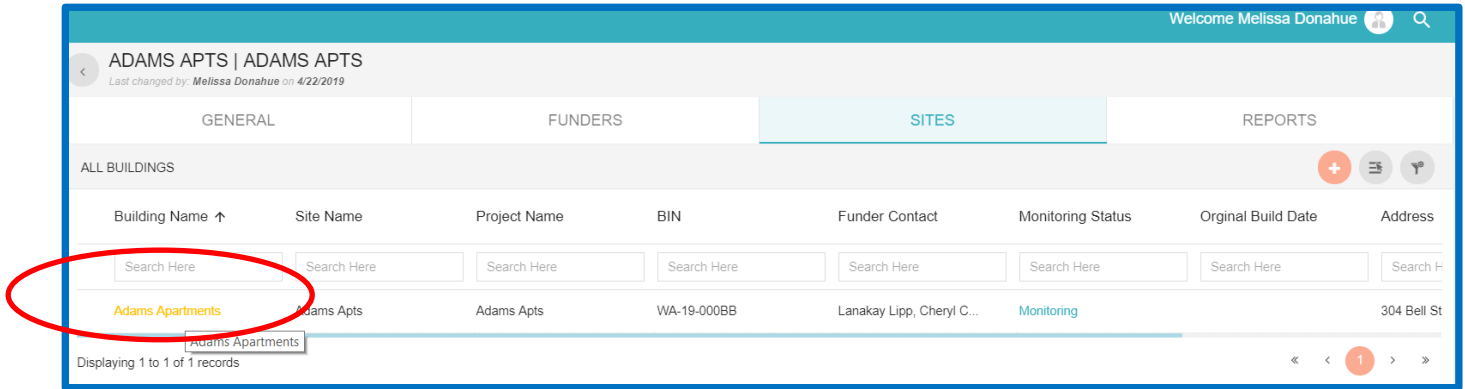 Welcome Melissa Donahue
ADAMS APTS | ADAMS APTS
Last changed by: Melissa Donahue on 4/22/2019
GENERAL FUNDERS SITES REPORTS
ALL BUILDINGS
Building Name ↑ Site Name Project Name BIN Funder Contact Monitoring Status Orginal Build Date Address
Search Here Search Here Search Here Search Here Search Here Search Here Search Here Search H
Adams Apartments Adams Apts Adams Apts WA-19-000BB Lanakay Lipp, Cheryl C... Monitoring 304 Bell St
Adams Apartments
Displaying 1 to 1 of 1 records « < 1 > »